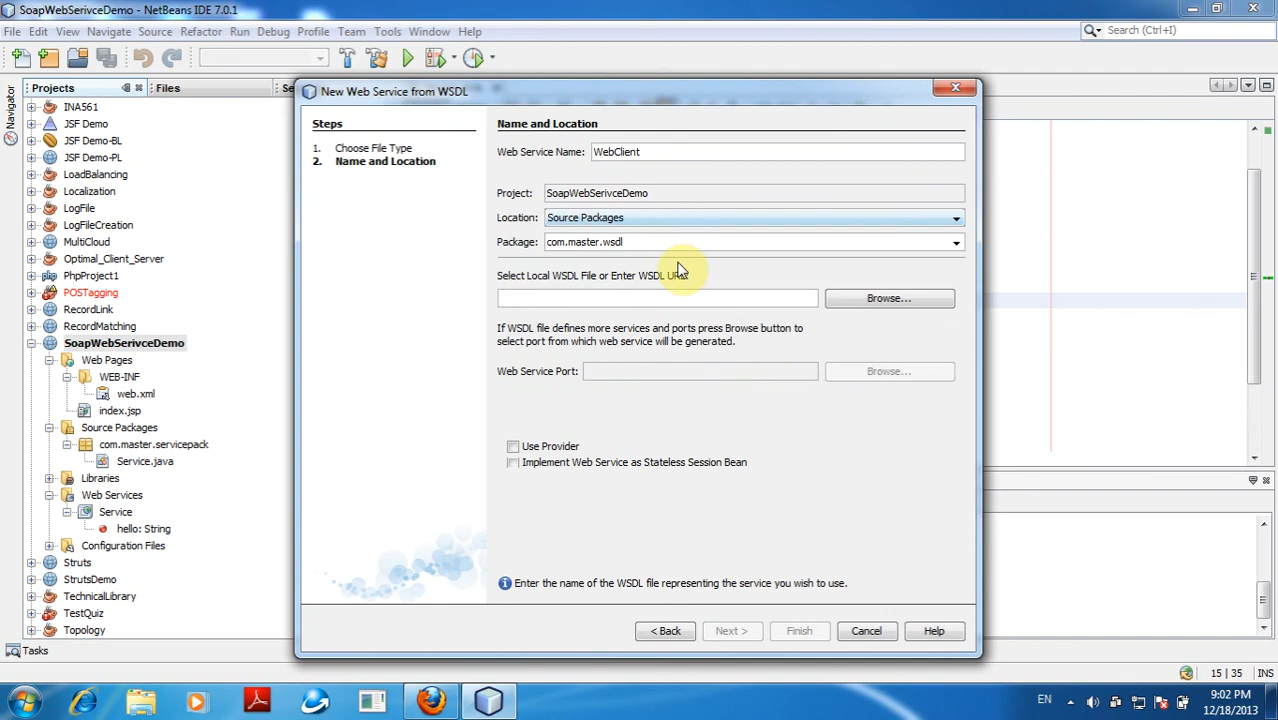 SoapWebSerivceDemo - NetBeans IDE 7.0.1
File Edit View Navigate Source Refactor Run Debug Profile Team Tools Window Help
Search (Ctrl+I)
Projects
Files
Navigator
INA561
JSF Demo
JSF Demo-BL
JSF Demo-PL
LoadBalancing
Localization
LogFile
LogFileCreation
MultiCloud
Optimal_Client_Server
PhpProject1
POSTagging
RecordLink
RecordMatching
SoapWebSerivceDemo
Web Pages
WEB-INF
web.xml
index.jsp
Source Packages
com.master.servicepack
Service.java
Libraries
Web Services
Service
hello: String
Configuration Files
Struts
StrutsDemo
TechnicalLibrary
TestQuiz
Topology
Tasks
New Web Service from WSDL
Steps
1. Choose File Type
2. Name and Location
Name and Location
Web Service Name: WebClient
Project: SoapWebSerivceDemo
Location: Source Packages
Package: com.master.wsdl
Select Local WSDL File or Enter WSDL URL:
Browse...
If WSDL file defines more services and ports press Browse button to
select port from which web service will be generated.
Web Service Port:
Browse...
Use Provider
Implement Web Service as Stateless Session Bean
Enter the name of the WSDL file representing the service you wish to use.
< Back
Next >
Finish
Cancel
Help
15 | 35 INS
EN
9:02 PM
12/18/2013